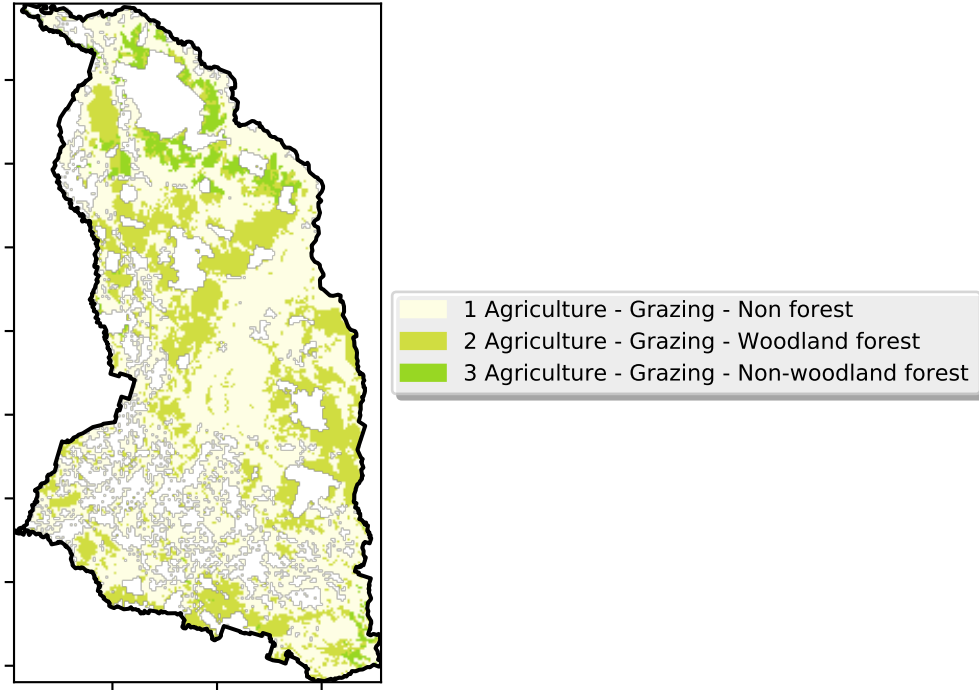 1 Agriculture - Grazing - Non forest
2 Agriculture - Grazing - Woodland forest
3 Agriculture - Grazing - Non-woodland forest